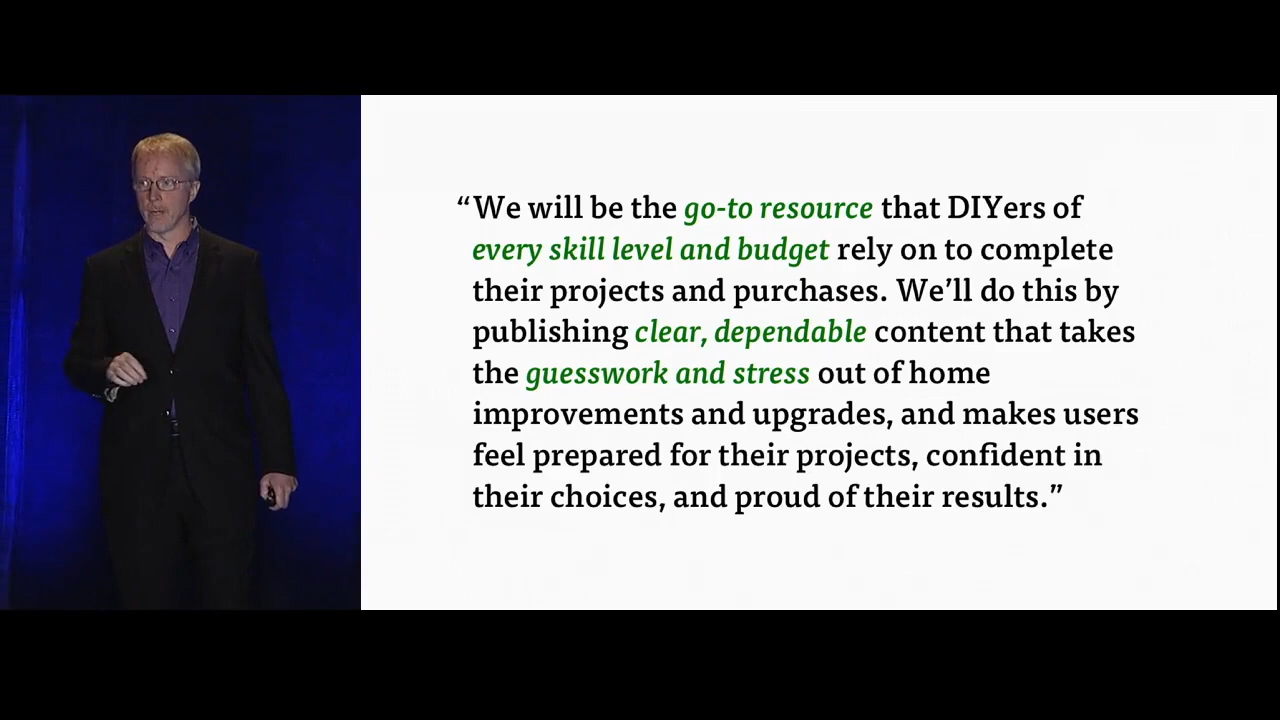 “We will be the go-to resource that DIYers of
every skill level and budget rely on to complete
their projects and purchases. We’ll do this by
publishing clear, dependable content that takes
the guesswork and stress out of home
improvements and upgrades, and makes users
feel prepared for their projects, confident in
their choices, and proud of their results.”